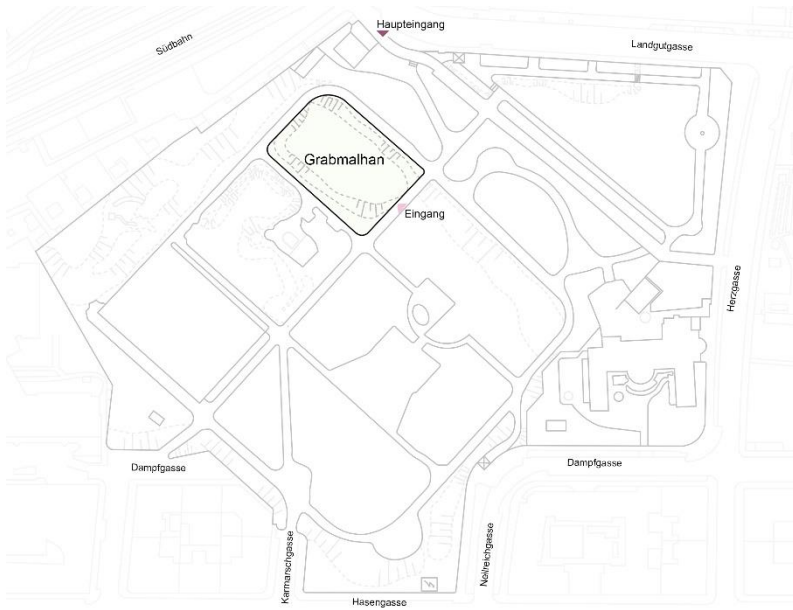 Haupteingang
Südbahn
Landgutgasse
Grabmalhan
Eingang
Herzgasse
Dampfgasse
Dampfgasse
Karmarschgasse
Neilreichgasse
Hasengasse